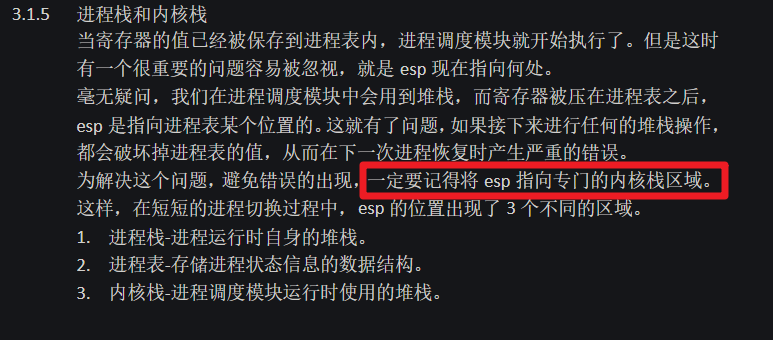 3.1.5 进程栈和内核栈
当寄存器的值已经被保存到进程表内，进程调度模块就开始执行了。但是这时
有一个很重要的问题容易被忽视，就是 esp 现在指向何处。
毫无疑问，我们在进程调度模块中会用到堆栈，而寄存器被压在进程表之后，
esp 是指向进程表某个位置的。这就有了问题，如果接下来进行任何的堆栈操作，
都会破坏掉进程表的值，从而在下一次进程恢复时产生严重的错误。
为解决这个问题，避免错误的出现，一定要记得将 esp 指向专门的内核栈区域。
这样，在短短的进程切换过程中，esp 的位置出现了 3 个不同的区域。
1. 进程栈-进程运行时自身的堆栈。
2. 进程表-存储进程状态信息的数据结构。
3. 内核栈-进程调度模块运行时使用的堆栈。